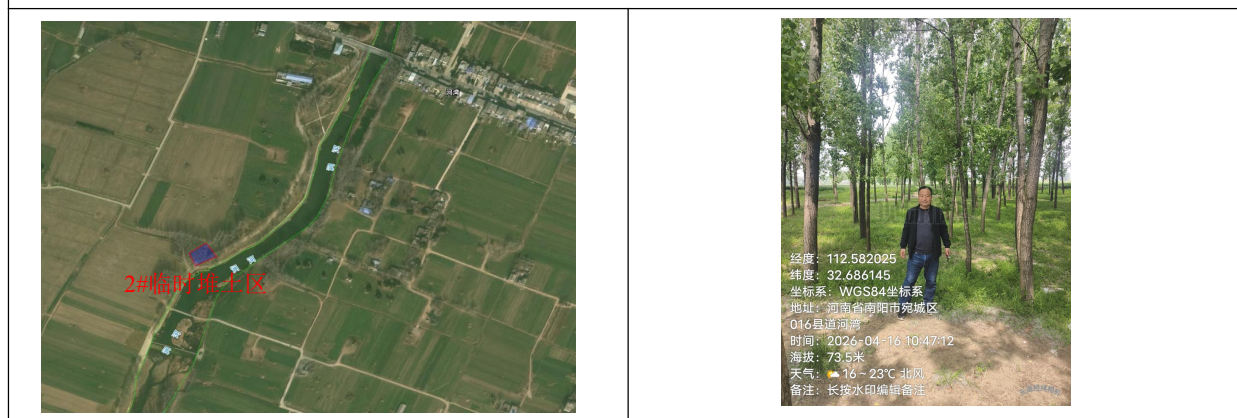 河湾
2#临时堆土区
经度：112.582025
纬度：32.686145
坐标系：WGS84坐标系
地址：河南省南阳市宛城区
016县道河湾
时间：2026-04-16 10:47:12
海拔：73.5米
天气：16～23℃ 北风
备注：长按水印编辑备注